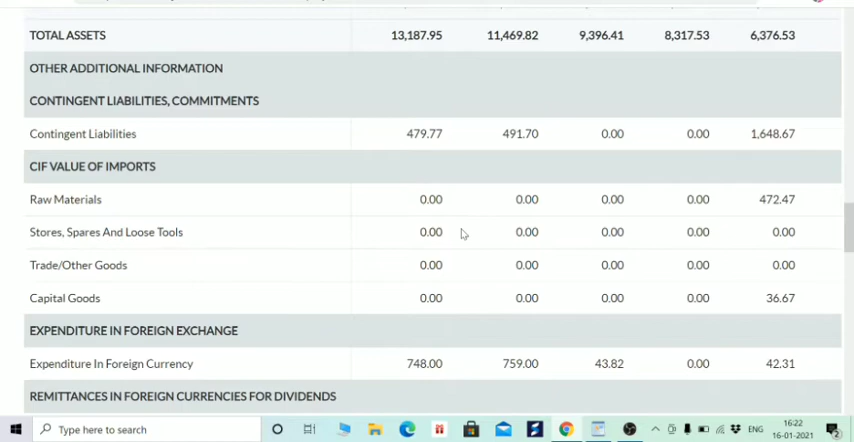 TOTAL ASSETS 13,187.95 11,469.82 9,396.41 8,317.53 6,376.53
OTHER ADDITIONAL INFORMATION
CONTINGENT LIABILITIES, COMMITMENTS
Contingent Liabilities 479.77 491.70 0.00 0.00 1,648.67
CIF VALUE OF IMPORTS
Raw Materials 0.00 0.00 0.00 0.00 472.47
Stores, Spares And Loose Tools 0.00 0.00 0.00 0.00 0.00
Trade/Other Goods 0.00 0.00 0.00 0.00 0.00
Capital Goods 0.00 0.00 0.00 0.00 36.67
EXPENDITURE IN FOREIGN EXCHANGE
Expenditure In Foreign Currency 748.00 759.00 43.82 0.00 42.31
REMITTANCES IN FOREIGN CURRENCIES FOR DIVIDENDS
Type here to search ENG 16:22
16-01-2021 2